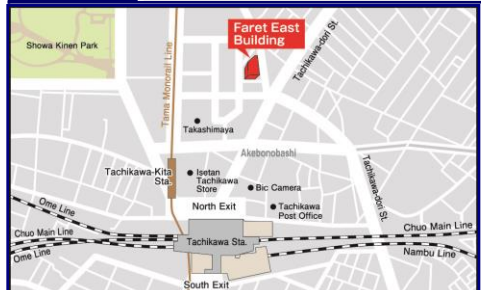 Faret East
Building
Showa Kinen Park
Tachikawa-dori St.
Tama Monorail Line
Takashimaya
Akebonobashi
Tachikawa-Kita
Sta.
Isetan
Tachikawa
Store
Bic Camera
Tachikawa-dori St.
North Exit
Tachikawa
Post Office
Ome Line
Chuo Main Line
Ome Line
Tachikawa Sta.
Chuo Main Line
Nambu Line
South Exit